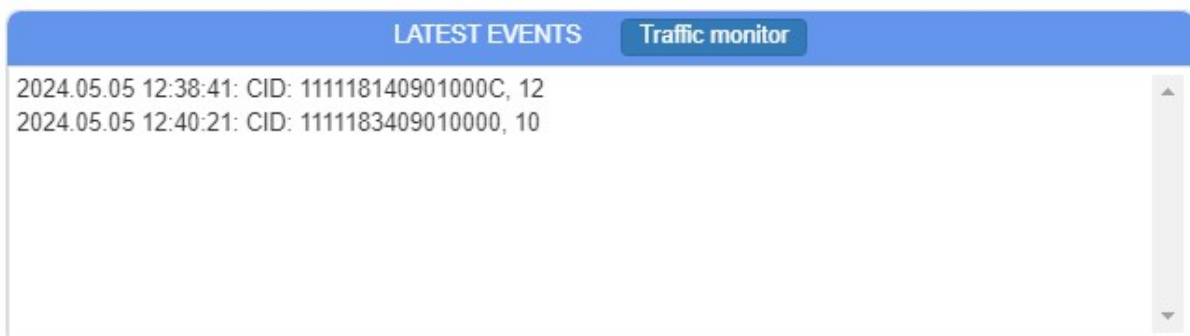 LATEST EVENTS Traffic monitor
2024.05.05 12:38:41: CID: 111118140901000C, 12
2024.05.05 12:40:21: CID: 1111183409010000, 10